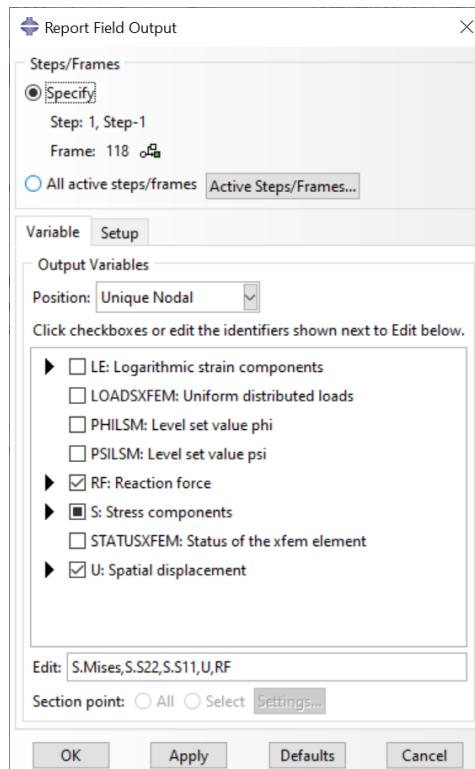 Report Field Output
Steps/Frames
Specify
Step: 1, Step-1
Frame: 118
All active steps/frames Active Steps/Frames...
Variable Setup
Output Variables
Position: Unique Nodal
Click checkboxes or edit the identifiers shown next to Edit below.
LE: Logarithmic strain components
LOADSXFEM: Uniform distributed loads
PHILSM: Level set value phi
PSILSM: Level set value psi
RF: Reaction force
S: Stress components
STATUSXFEM: Status of the xfem element
U: Spatial displacement
Edit: S.Mises,S.S22,S.S11,U,RF
Section point: All Select Settings...
OK Apply Defaults Cancel